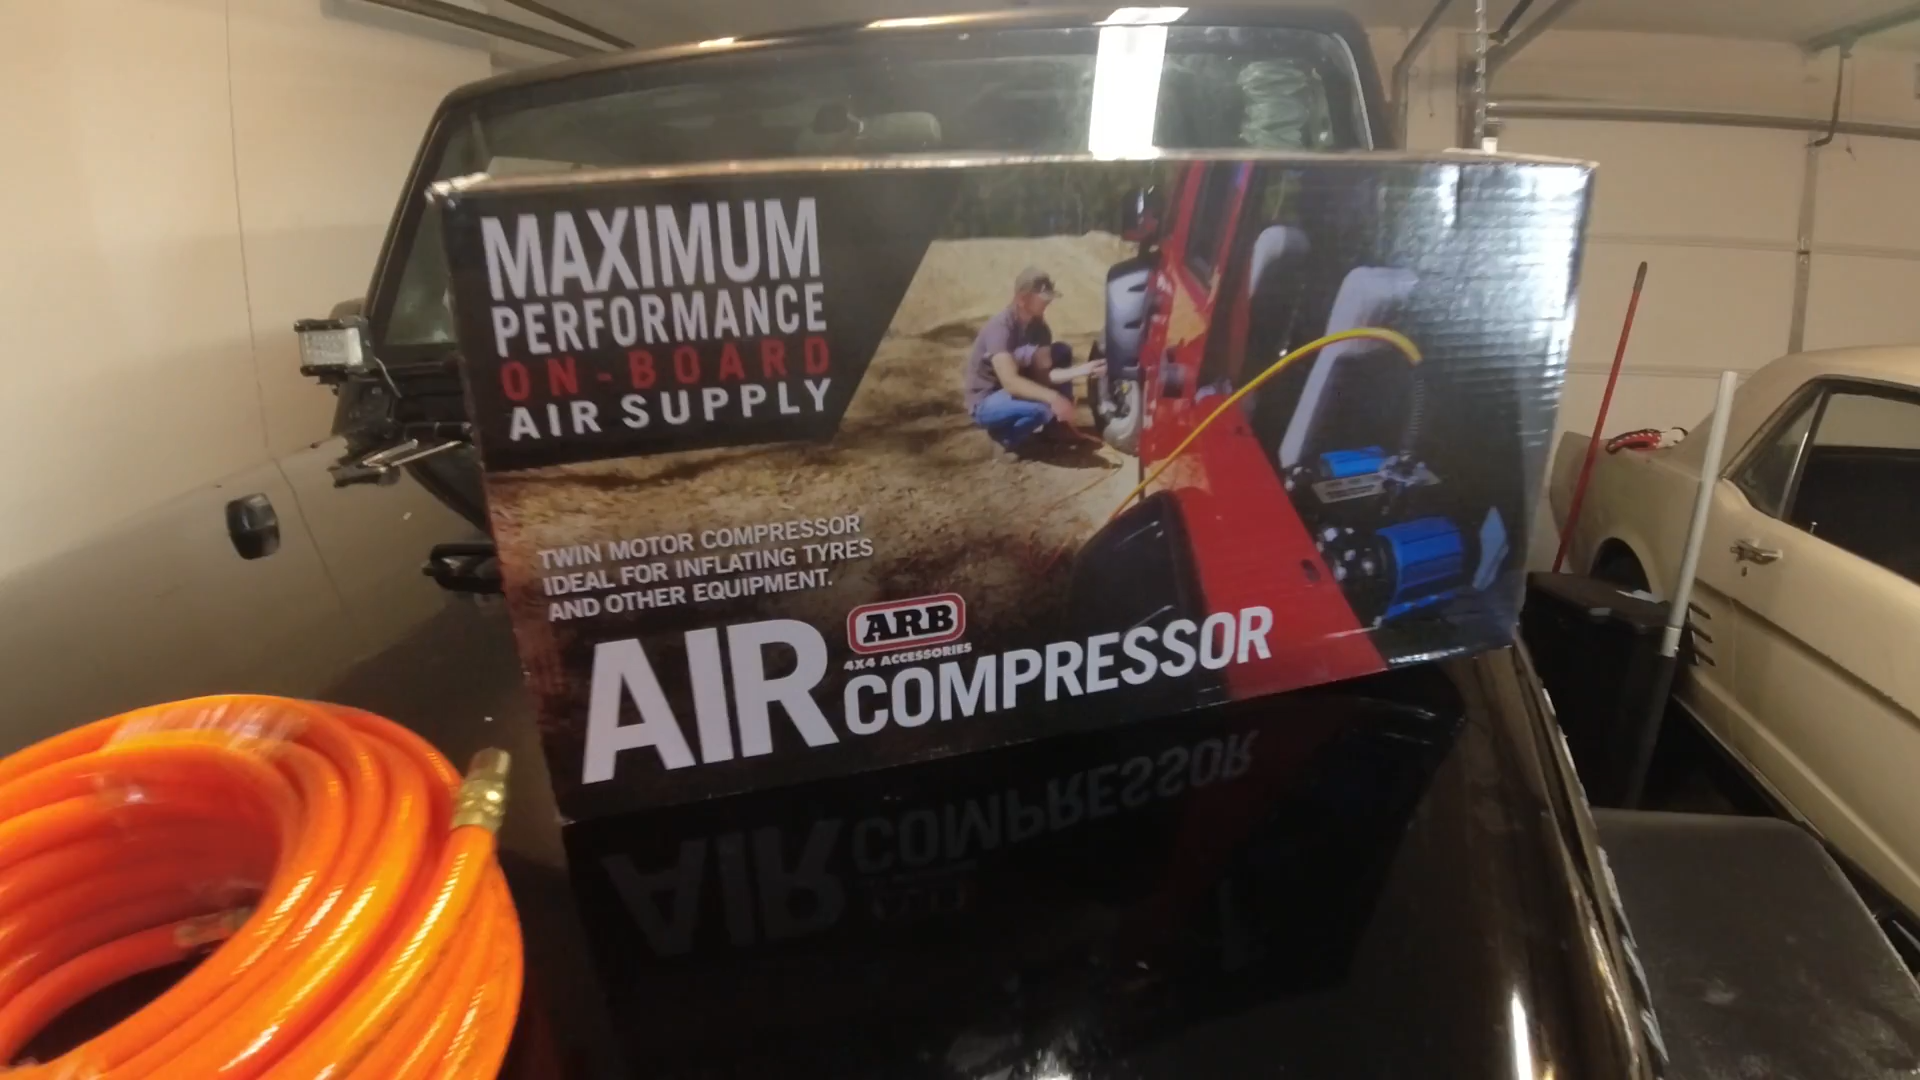 MAXIMUM
PERFORMANCE
ON-BOARD
AIR SUPPLY
TWIN MOTOR COMPRESSOR
IDEAL FOR INFLATING TYRES
AND OTHER EQUIPMENT.
ARB
4X4 ACCESSORIES
AIR COMPRESSOR